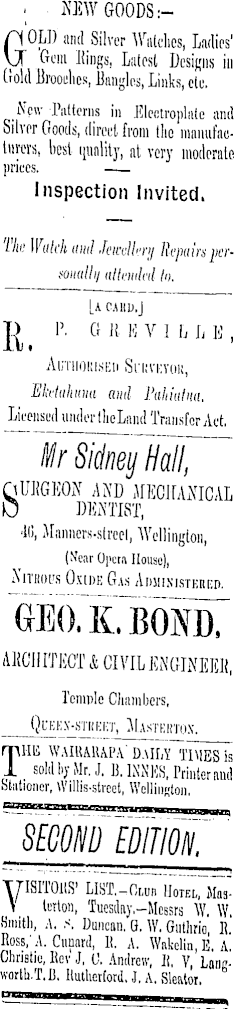 NEW GOODS:—
GOLD and Silver Watches, Ladies'
Gem Rings, Latest Designs in
Gold Brooches, Bangles, Links, etc.
New Patterns in Electroplate and
Silver Goods, direct from the manufac-
turers, best quality, at very moderate
prices.
Inspection Invited.
The Watch and Jewellery Repairs per-
sonally attended to.
[A CARD.]
R. P. GREVILLE,
AUTHORISED SURVEYOR,
Eketahuna and Pahiatua.
Licensed under the Land Transfer Act.
Mr Sidney Hall,
SURGEON AND MECHANICAL
DENTIST,
46, Manners-street, Wellington,
(Near Opera House),
NITROUS OXIDE GAS ADMINISTERED.
GEO. K. BOND,
ARCHITECT & CIVIL ENGINEER,
Temple Chambers,
QUEEN-STREET, MASTERTON.
THE WAIRARAPA DAILY TIMES is
sold by Mr. J. B. INNES, Printer and
Stationer, Willis-street, Wellington.
SECOND EDITION.
VISITORS' LIST.—CLUB HOTEL, Mas-
terton, Tuesday.—Messrs W. W.
Smith, A. S. Duncan, G. W. Guthrie, R.
Ross, A. Cunard, R. A. Wakelin, E. A.
Christie, Rev J. C. Andrew, R. V. Lang-
worth. T. B. Rutherford, J. A. Sleator.